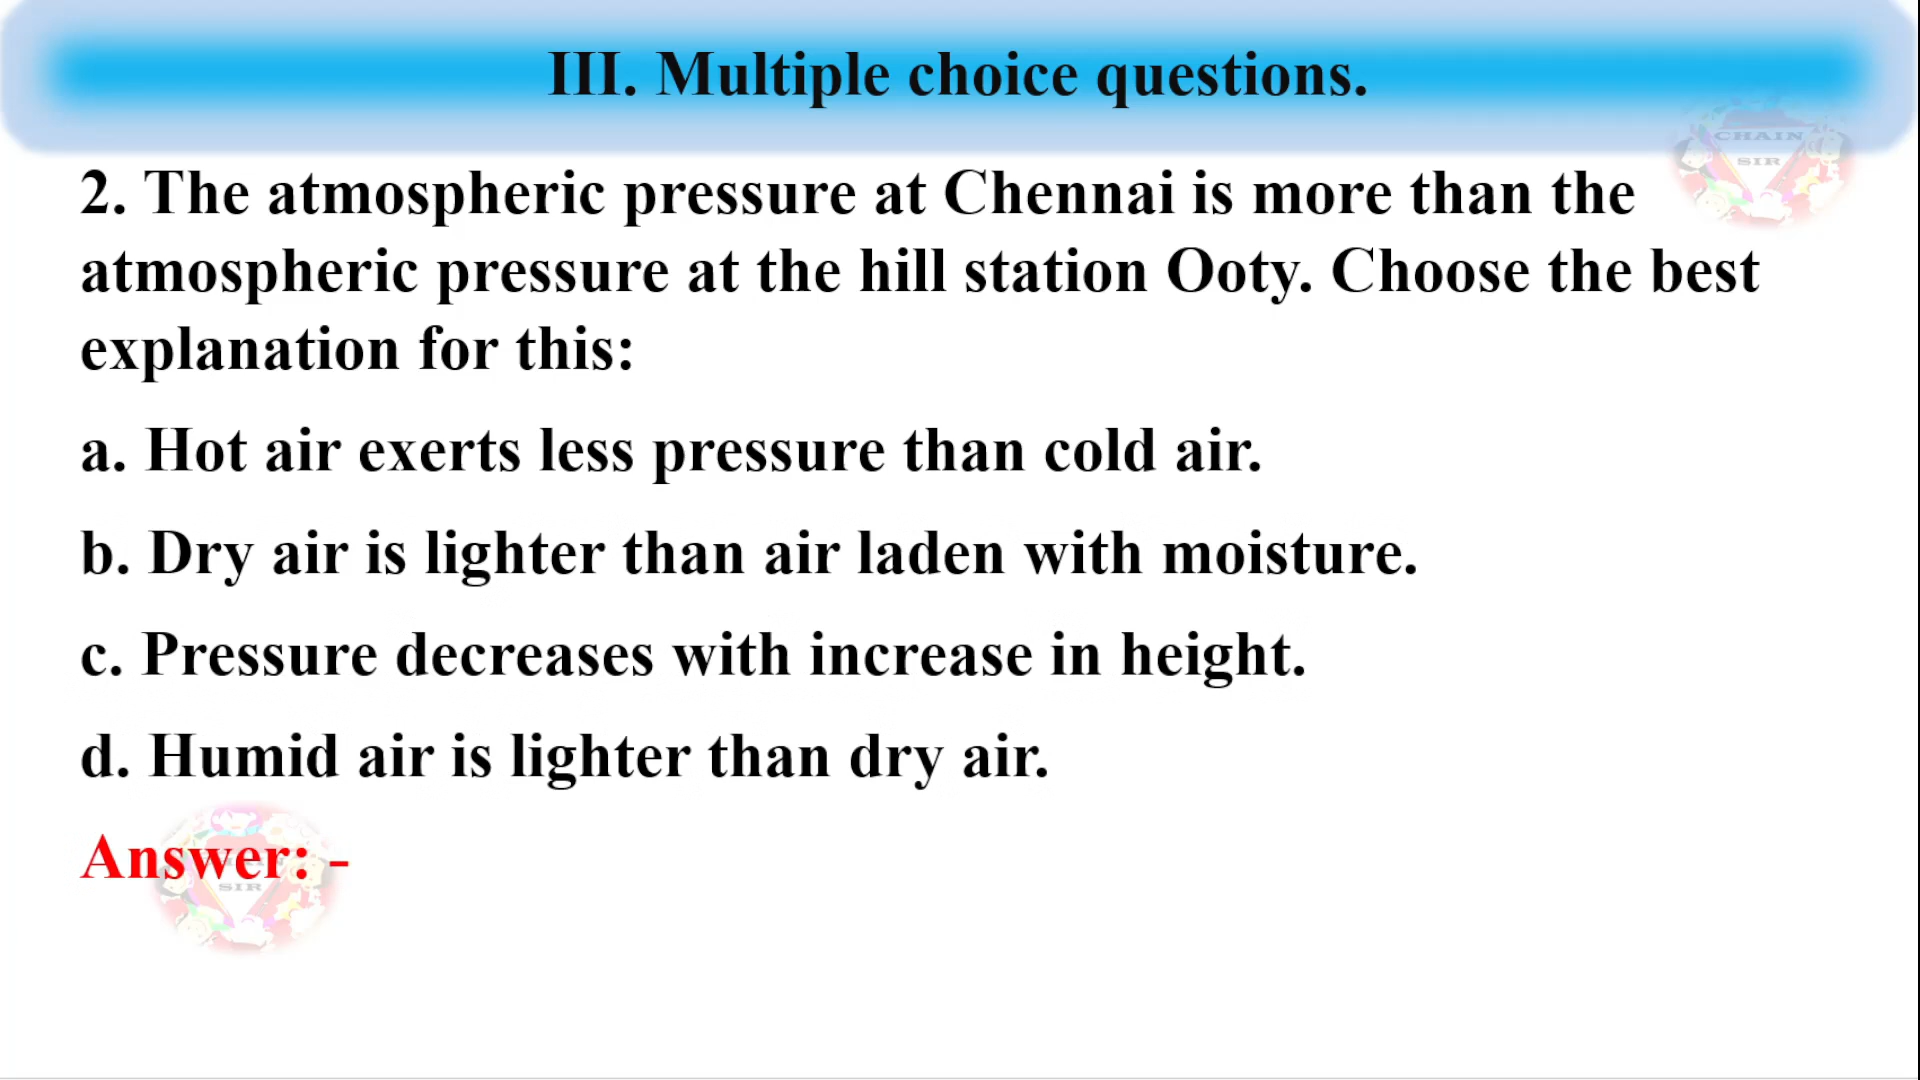 III. Multiple choice questions.
CHAIN
SIR
2. The atmospheric pressure at Chennai is more than the
atmospheric pressure at the hill station Ooty. Choose the best
explanation for this:
a. Hot air exerts less pressure than cold air.
b. Dry air is lighter than air laden with moisture.
c. Pressure decreases with increase in height.
d. Humid air is lighter than dry air.
Answer: -
SIR